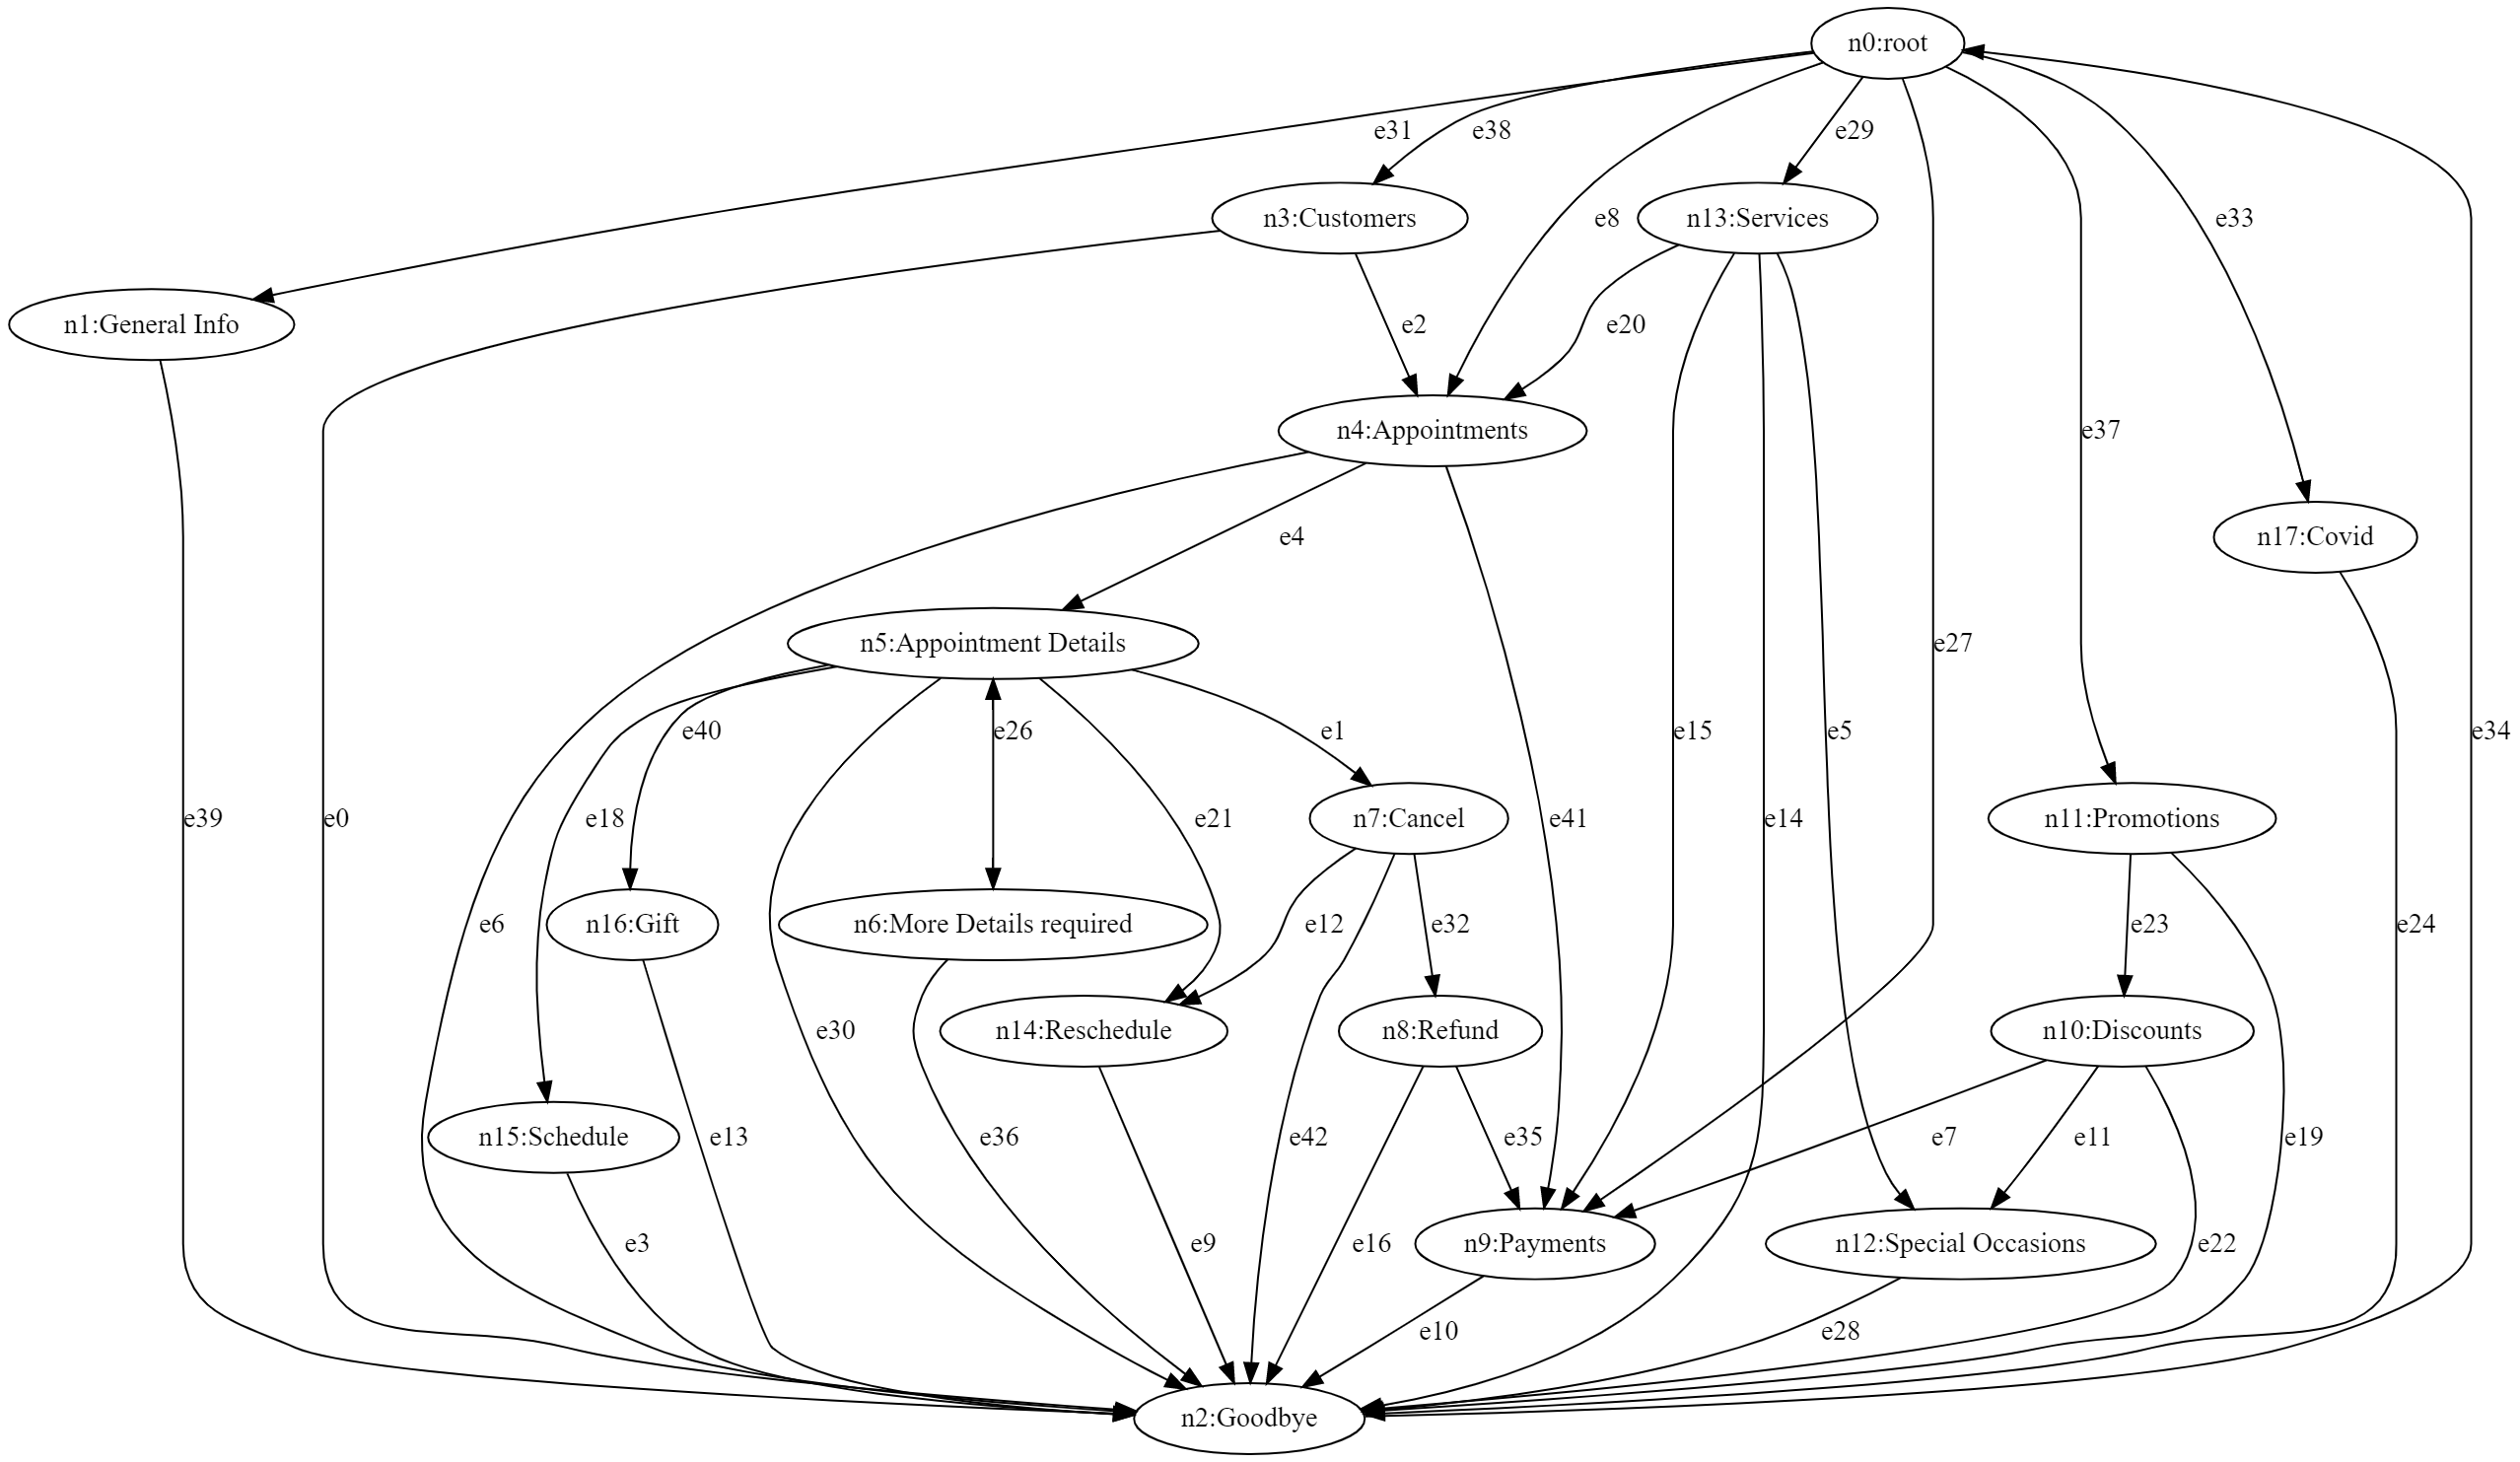 n0:root
e31
e38
e29
n3:Customers
e8
n13:Services
e33
n1:General Info
e2
e20
n4:Appointments
e37
e4
n17:Covid
n5:Appointment Details
e27
e40
e26
e1
e15
e5
e34
e39
e0
e18
e21
n7:Cancel
e41
e14
n11:Promotions
e6
n16:Gift
n6:More Details required
e12
e32
e23
e24
e30
n14:Reschedule
n8:Refund
n10:Discounts
n15:Schedule
e13
e36
e42
e35
e7
e11
e19
e3
e9
e16
n9:Payments
n12:Special Occasions
e22
e10
e28
n2:Goodbye